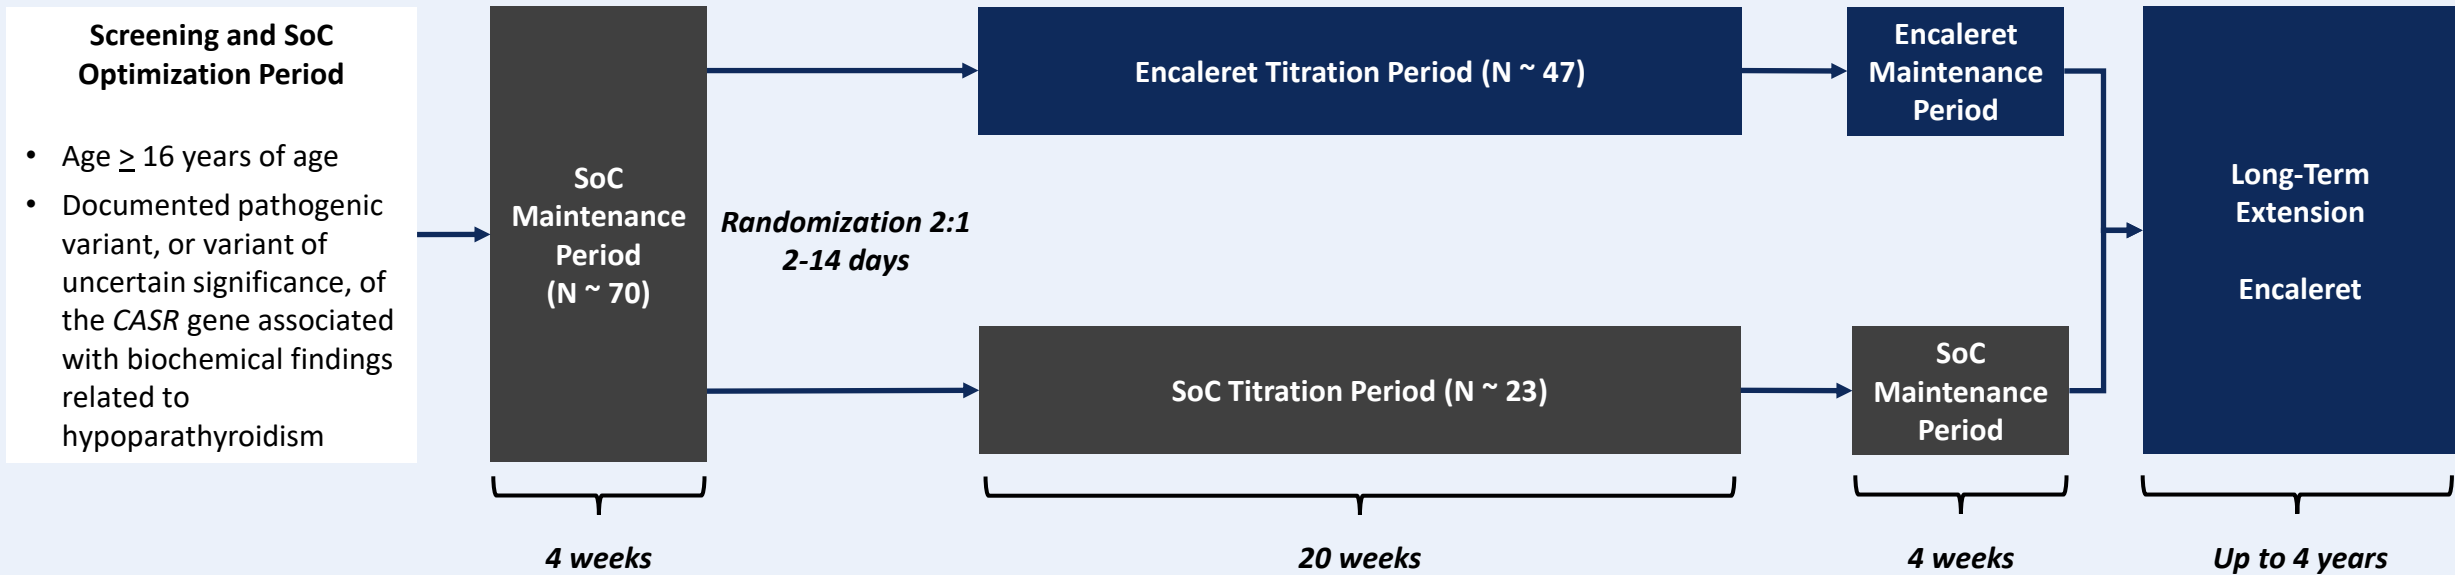 Screening and SoC
Optimization Period
• Age ≥ 16 years of age
• Documented pathogenic
variant, or variant of
uncertain significance, of
the CASR gene associated
with biochemical findings
related to
hypoparathyroidism
SoC
Maintenance
Period
(N ~ 70)
Randomization 2:1
2-14 days
Encaleret Titration Period (N ~ 47)
Encaleret
Maintenance
Period
SoC Titration Period (N ~ 23)
SoC
Maintenance
Period
Long-Term
Extension
Encaleret
4 weeks
20 weeks
4 weeks
Up to 4 years